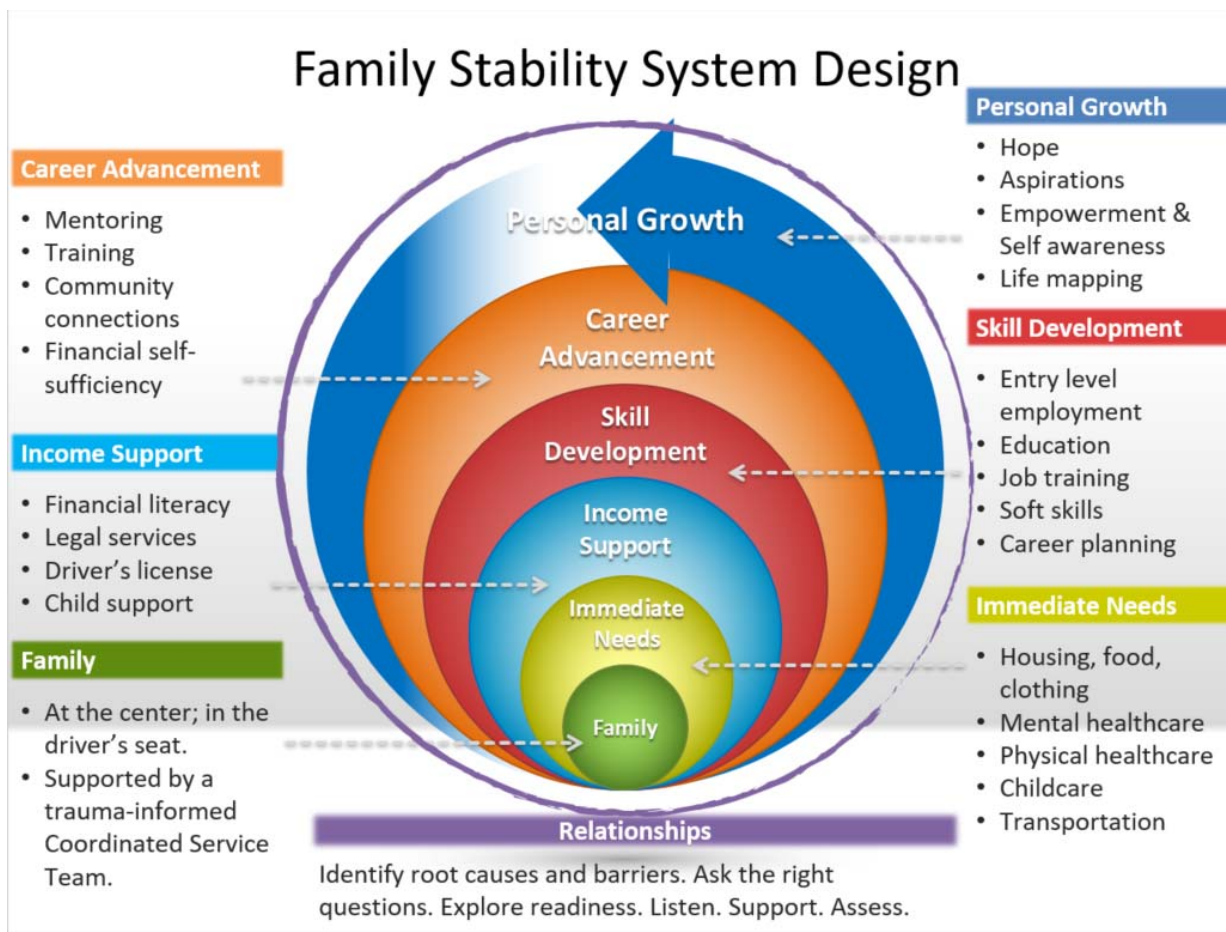 Family Stability System Design
Career Advancement
• Mentoring
• Training
• Community
connections
• Financial self-
sufficiency
Income Support
• Financial literacy
• Legal services
• Driver's license
• Child support
Family
• At the center; in the
driver's seat.
• Supported by a
trauma-informed
Coordinated Service
Team.
Personal Growth
Career
Advancement
Skill
Development
Income
Support
Immediate
Needs
Family
Personal Growth
• Hope
• Aspirations
• Empowerment &
Self awareness
• Life mapping
Skill Development
• Entry level
employment
• Education
• Job training
• Soft skills
• Career planning
Immediate Needs
• Housing, food,
clothing
• Mental healthcare
• Physical healthcare
• Childcare
• Transportation
Relationships
Identify root causes and barriers. Ask the right
questions. Explore readiness. Listen. Support. Assess.